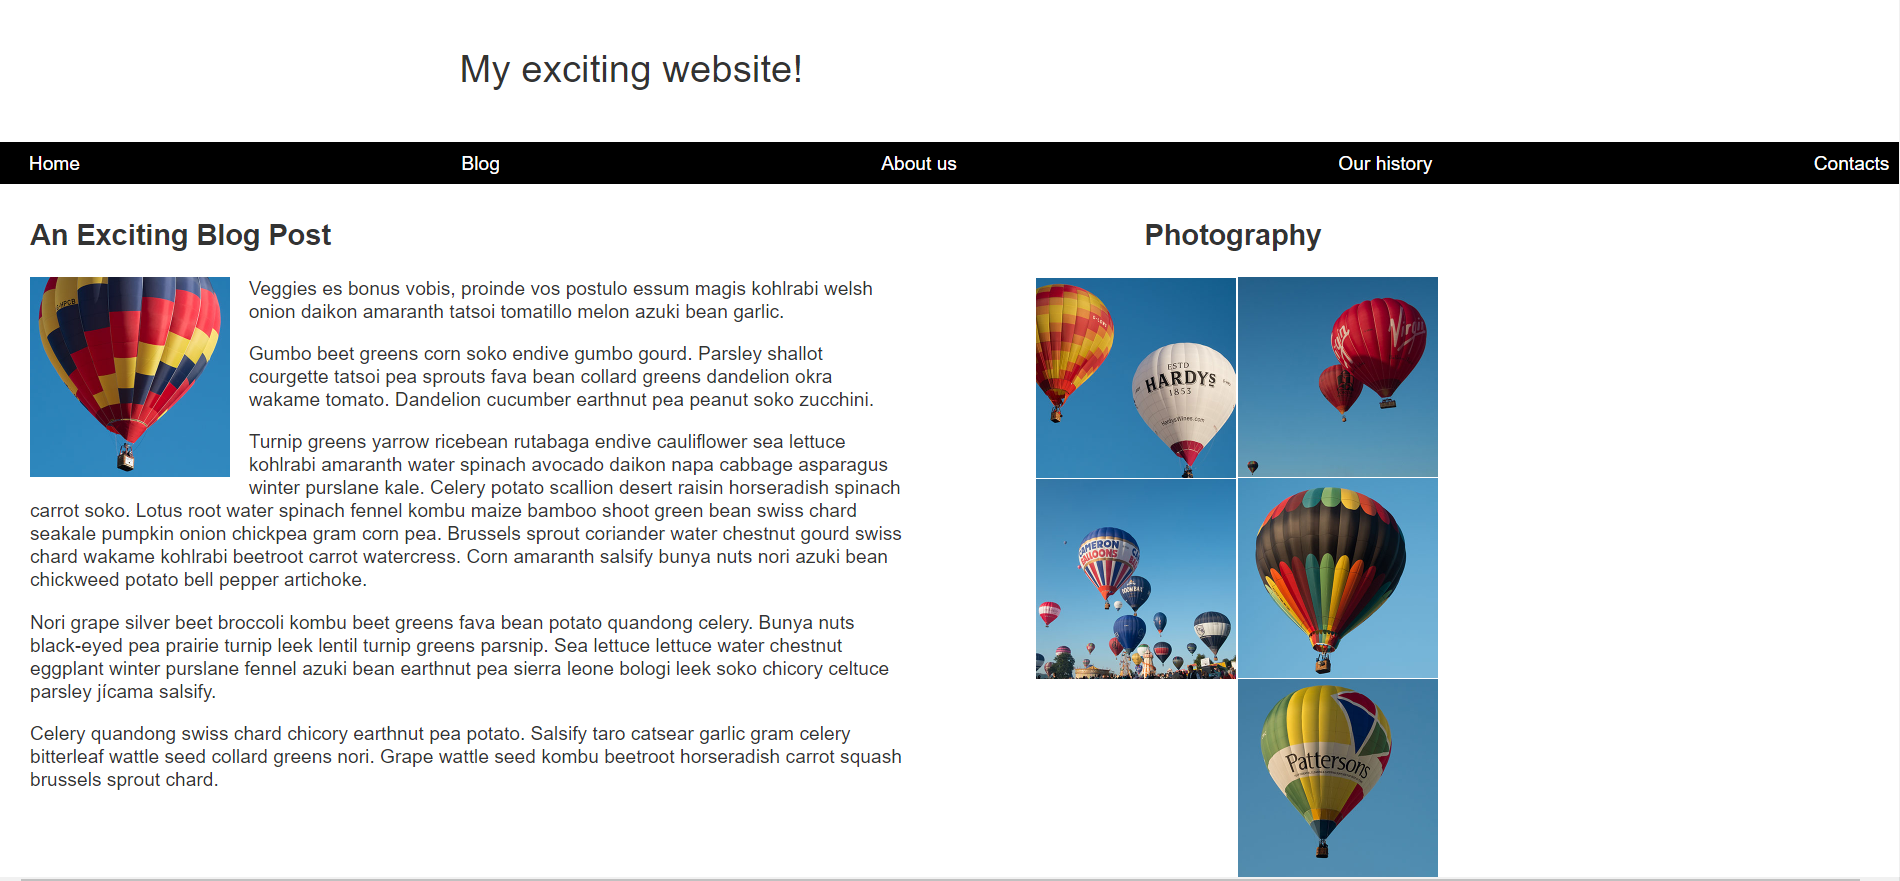 My exciting website!
Home Blog About us Our history Contacts
An Exciting Blog Post
Veggies es bonus vobis, proinde vos postulo essum magis kohlrabi welsh
onion daikon amaranth tatsoi tomatillo melon azuki bean garlic.
Gumbo beet greens corn soko endive gumbo gourd. Parsley shallot
courgette tatsoi pea sprouts fava bean collard greens dandelion okra
wakame tomato. Dandelion cucumber earthnut pea peanut soko zucchini.
Turnip greens yarrow ricebean rutabaga endive cauliflower sea lettuce
kohlrabi amaranth water spinach avocado daikon napa cabbage asparagus
winter purslane kale. Celery potato scallion desert raisin horseradish spinach
carrot soko. Lotus root water spinach fennel kombu maize bamboo shoot green bean swiss chard
seakale pumpkin onion chickpea gram corn pea. Brussels sprout coriander water chestnut gourd swiss
chard wakame kohlrabi beetroot carrot watercress. Corn amaranth salsify bunya nuts nori azuki bean
chickweed potato bell pepper artichoke.
Nori grape silver beet broccoli kombu beet greens fava bean potato quandong celery. Bunya nuts
black-eyed pea prairie turnip leek lentil turnip greens parsnip. Sea lettuce lettuce water chestnut
eggplant winter purslane fennel azuki bean earthnut pea sierra leone bologi leek soko chicory celtuce
parsley jícama salsify.
Celery quandong swiss chard chicory earthnut pea potato. Salsify taro catsear garlic gram celery
bitterleaf wattle seed collard greens nori. Grape wattle seed kombu beetroot horseradish carrot squash
brussels sprout chard.
Photography
ESTD
HARDYS
1853
HardysWines.com
Virgin
Virgin
CAMERON
BALLOONS
Pattersons